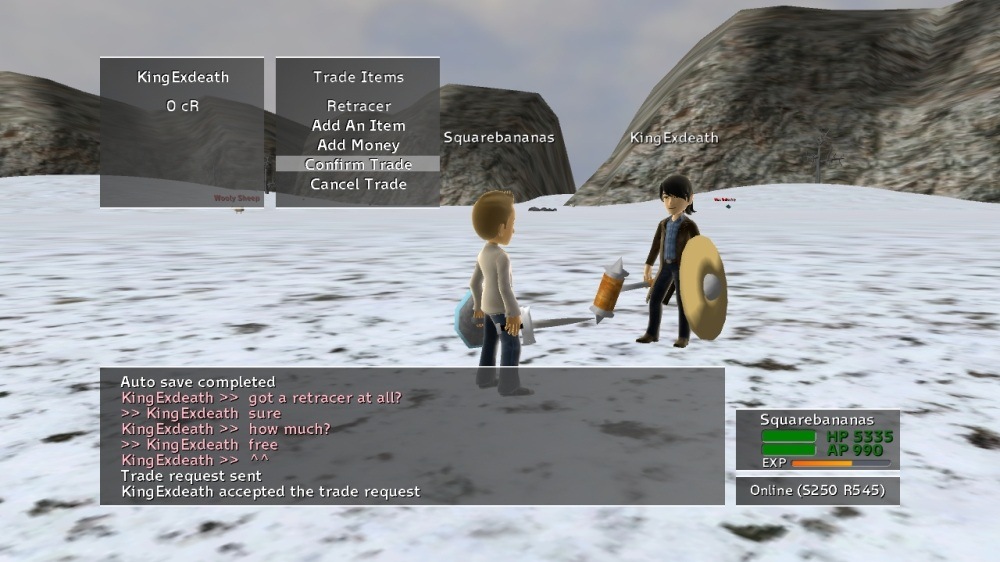 KingExdeath
0 cR
Trade Items
Retracer
Add An Item
Add Money
Confirm Trade
Cancel Trade
Squarebananas
KingExdeath
Wooly Sheep
Auto save completed
KingExdeath >> got a retracer at all?
>> KingExdeath sure
KingExdeath >> how much?
>> KingExdeath free
KingExdeath >> ^^
Trade request sent
KingExdeath accepted the trade request
Squarebananas
HP 5335
AP 990
EXP
Online (S250 R545)